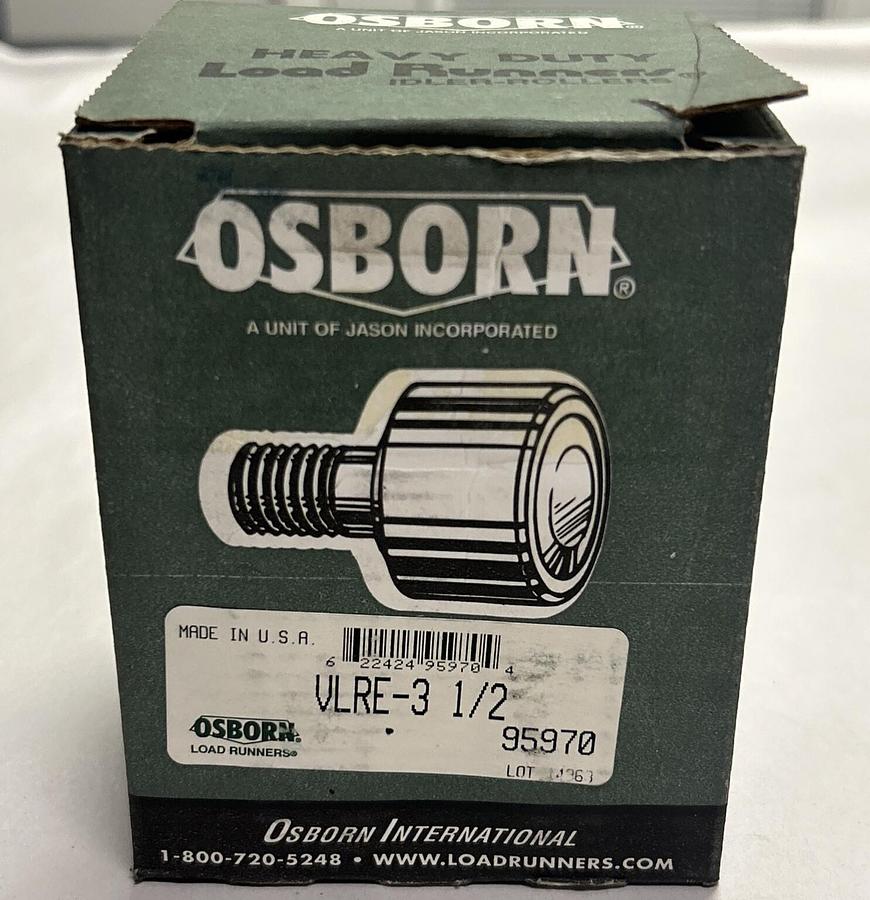 OSBORN®
A UNIT OF JASON INCORPORATED
HEAVY DUTY
Load Runners®
IDLER-ROLLERS
OSBORN®
A UNIT OF JASON INCORPORATED
MADE IN U.S.A.
6 22424 95970 4
VLRE-3 1/2
95970
OSBORN®
LOAD RUNNERS®
LOT
OSBORN INTERNATIONAL
1-800-720-5248 • WWW.LOADRUNNERS.COM